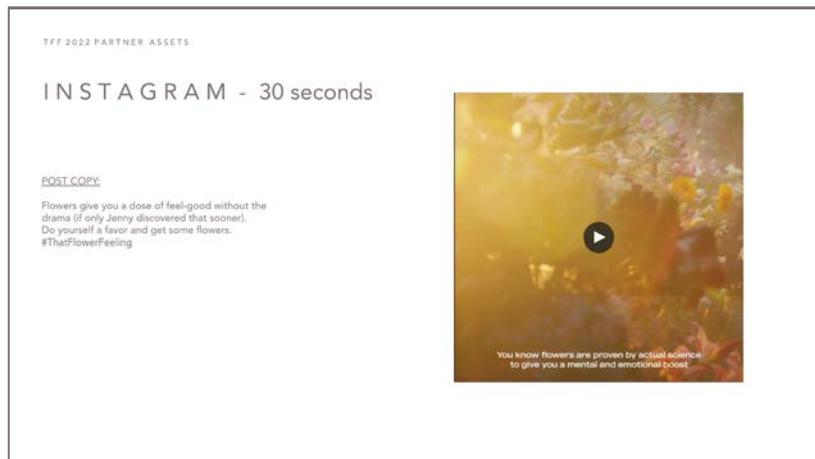 TFF 2022 PARTNER ASSETS
INSTAGRAM - 30 seconds
POST COPY:
Flowers give you a dose of feel-good without the
drama (if only Jenny discovered that sooner).
Do yourself a favor and get some flowers.
#ThatFlowerFeeling
You know flowers are proven by actual science
to give you a mental and emotional boost